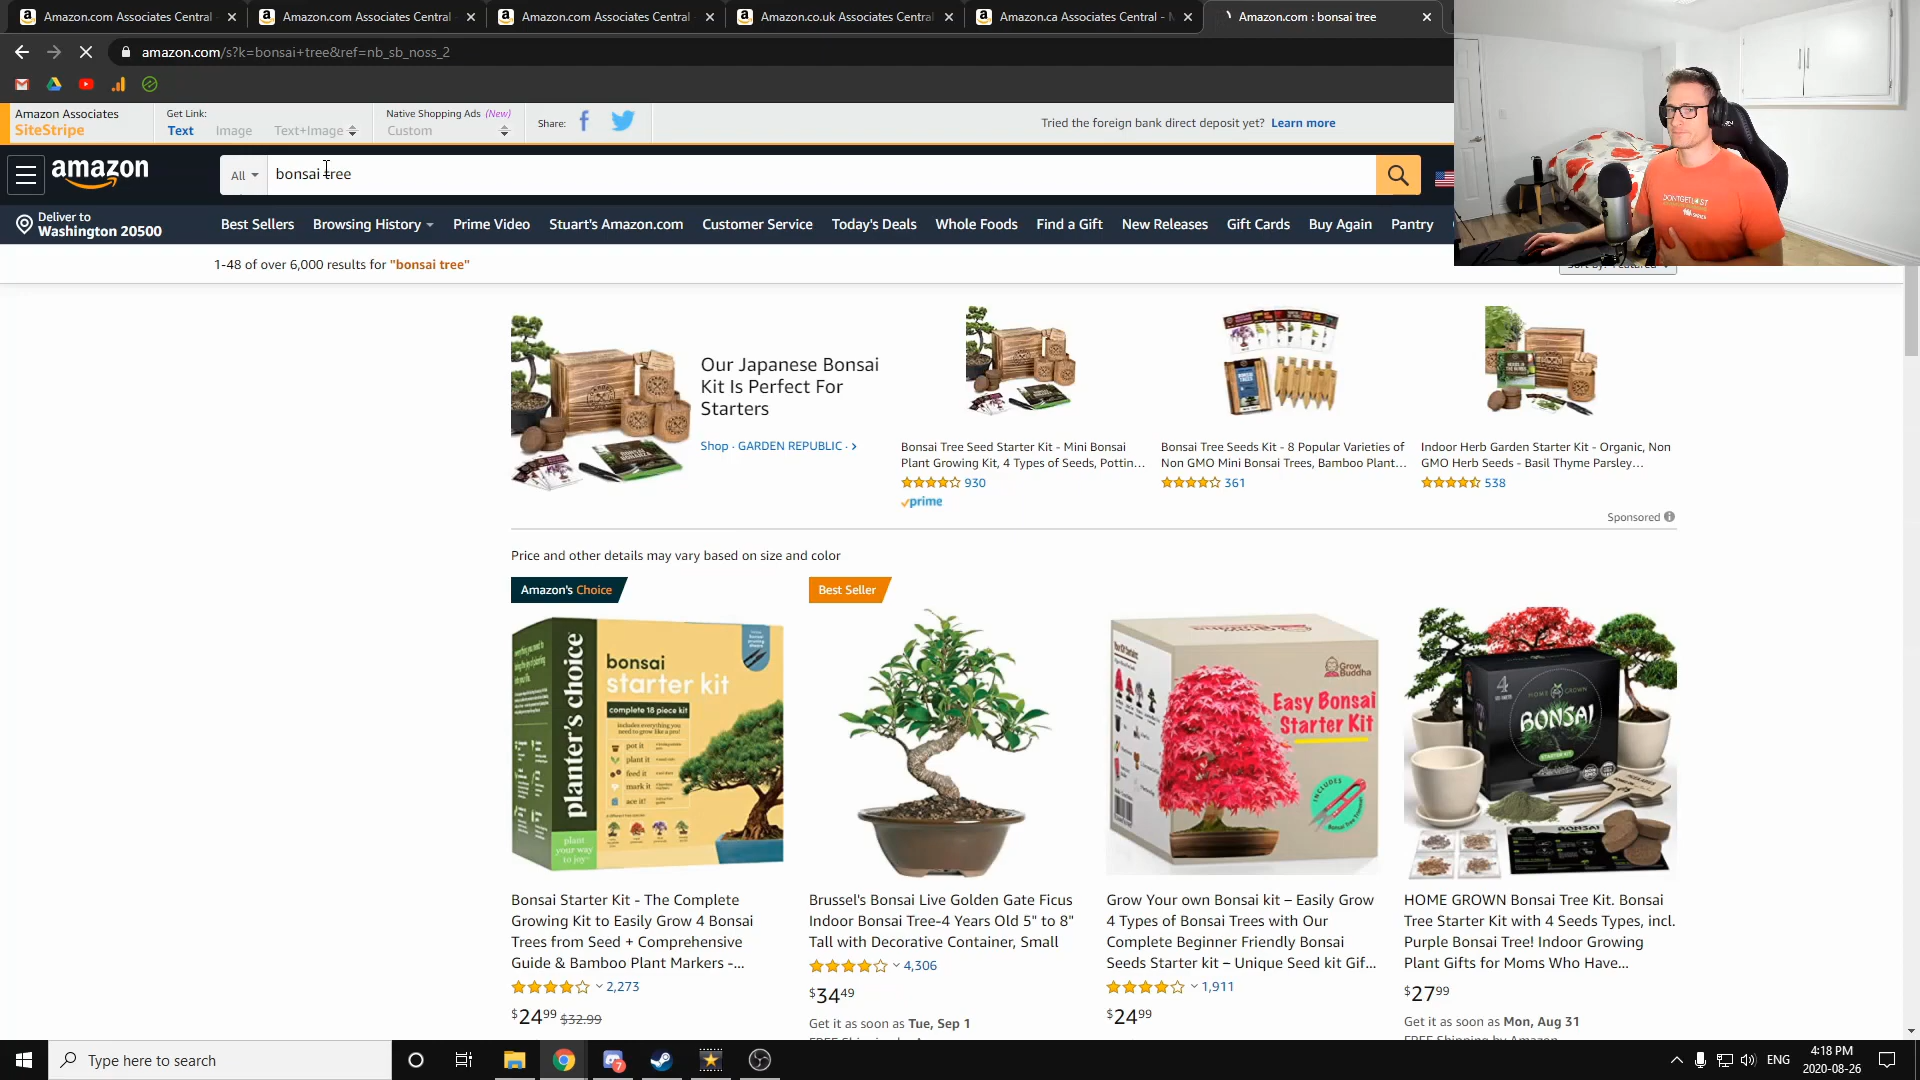 Amazon.com Associates Central
Amazon.com Associates Central
Amazon.com Associates Central
Amazon.co.uk Associates Central
Amazon.ca Associates Central -
Amazon.com : bonsai tree
amazon.com/s?k=bonsai+tree&ref=nb_sb_noss_2
Amazon Associates
SiteStripe
Get Link:
Text
Image
Text+Image
Native Shopping Ads (New)
Custom
Share:
Tried the foreign bank direct deposit yet? Learn more
amazon
All
bonsai tree
Deliver to
Washington 20500
Best Sellers
Browsing History
Prime Video
Stuart's Amazon.com
Customer Service
Today's Deals
Whole Foods
Find a Gift
New Releases
Gift Cards
Buy Again
Pantry
DONTGETLOST
1-48 of over 6,000 results for "bonsai tree"
Our Japanese Bonsai
Kit Is Perfect For
Starters
Shop - GARDEN REPUBLIC - ›
Bonsai Tree Seed Starter Kit - Mini Bonsai
Plant Growing Kit, 4 Types of Seeds, Pottin...
930
prime
Bonsai Tree Seeds Kit - 8 Popular Varieties of
Non GMO Mini Bonsai Trees, Bamboo Plant...
361
Indoor Herb Garden Starter Kit - Organic, Non
GMO Herb Seeds - Basil Thyme Parsley...
538
Sponsored
Price and other details may vary based on size and color
Amazon's Choice
planter's choice
bonsai
starter kit
complete 18 piece kit
pot it
plant it
feed it
mark it
ace it!
plant
your way
to joy
Bonsai Starter Kit - The Complete
Growing Kit to Easily Grow 4 Bonsai
Trees from Seed + Comprehensive
Guide & Bamboo Plant Markers -...
2,273
$24.99 $32.99
Best Seller
Brussel's Bonsai Live Golden Gate Ficus
Indoor Bonsai Tree-4 Years Old 5" to 8"
Tall with Decorative Container, Small
4,306
$34.49
Get it as soon as Tue, Sep 1
Grow
Buddha
Easy Bonsai
Starter Kit
INCLUDES
Grow Your own Bonsai kit – Easily Grow
4 Types of Bonsai Trees with Our
Complete Beginner Friendly Bonsai
Seeds Starter kit – Unique Seed kit Gif...
1,911
$24.99
4
HOME GROWN
BONSAI
STARTER KIT
BONSAI
HOME GROWN Bonsai Tree Kit. Bonsai
Tree Starter Kit with 4 Seeds Types, incl.
Purple Bonsai Tree! Indoor Growing
Plant Gifts for Moms Who Have...
$27.99
Get it as soon as Mon, Aug 31
FREE Shipping by Amazon
Type here to search
7
ENG
4:18 PM
2020-08-26